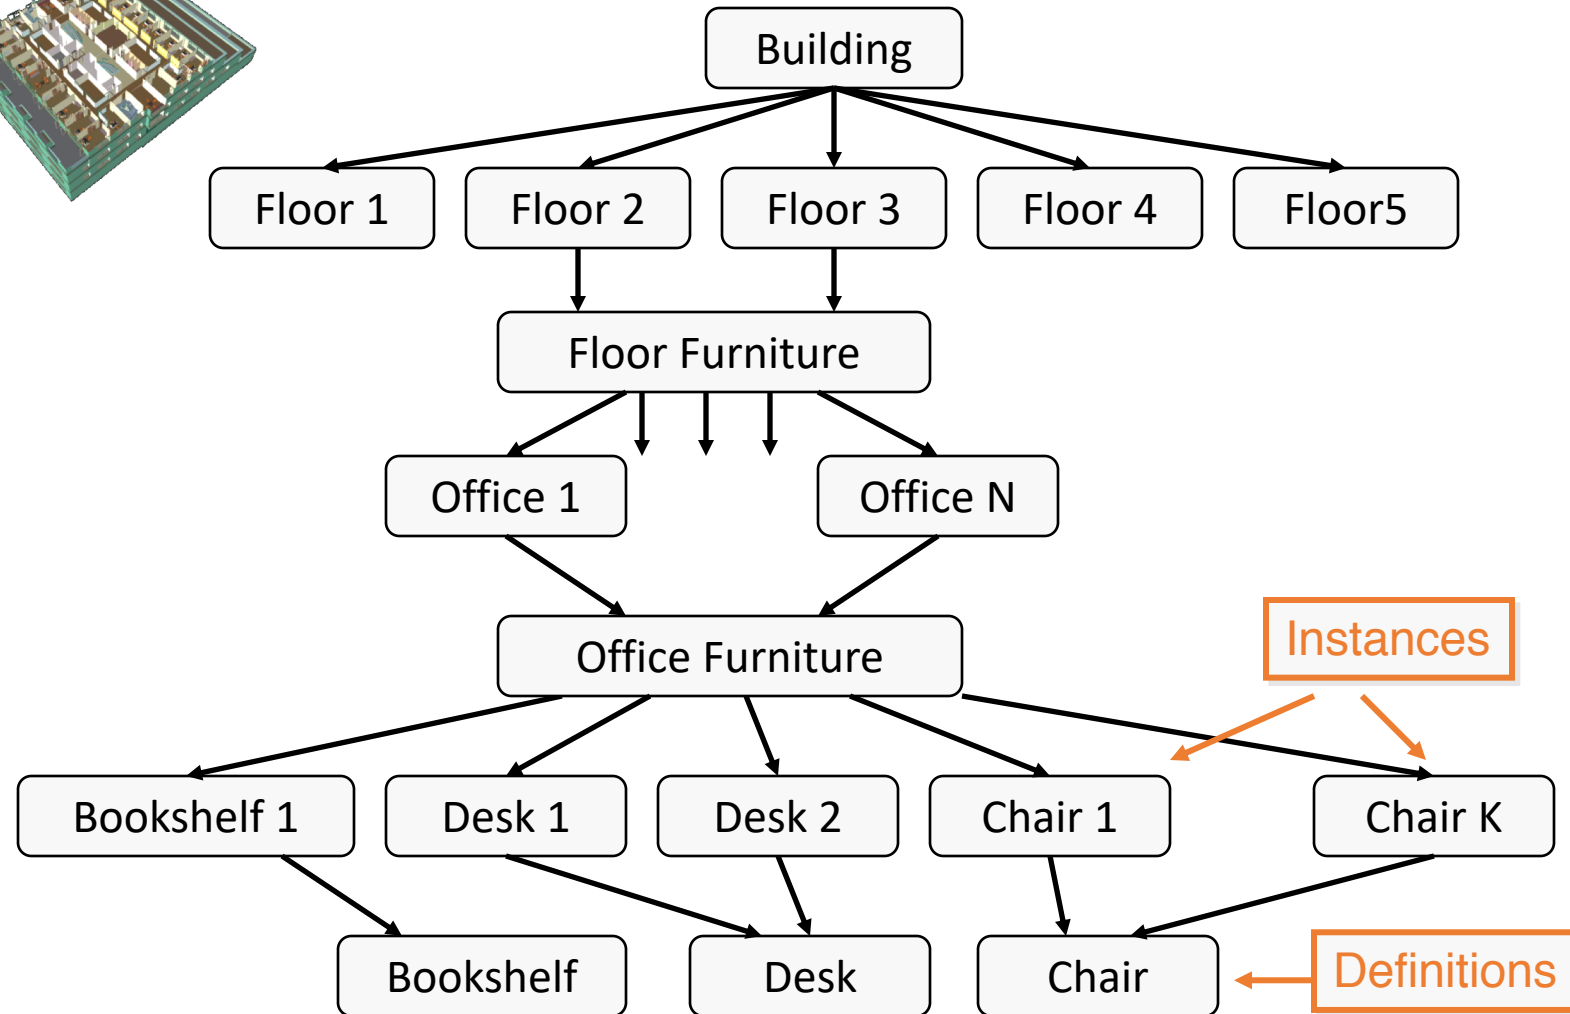 Building
Floor 1
Floor 2
Floor 3
Floor 4
Floor5
Floor Furniture
Office 1
Office N
Office Furniture
Instances
Bookshelf 1
Desk 1
Desk 2
Chair 1
Chair K
Bookshelf
Desk
Chair
Definitions